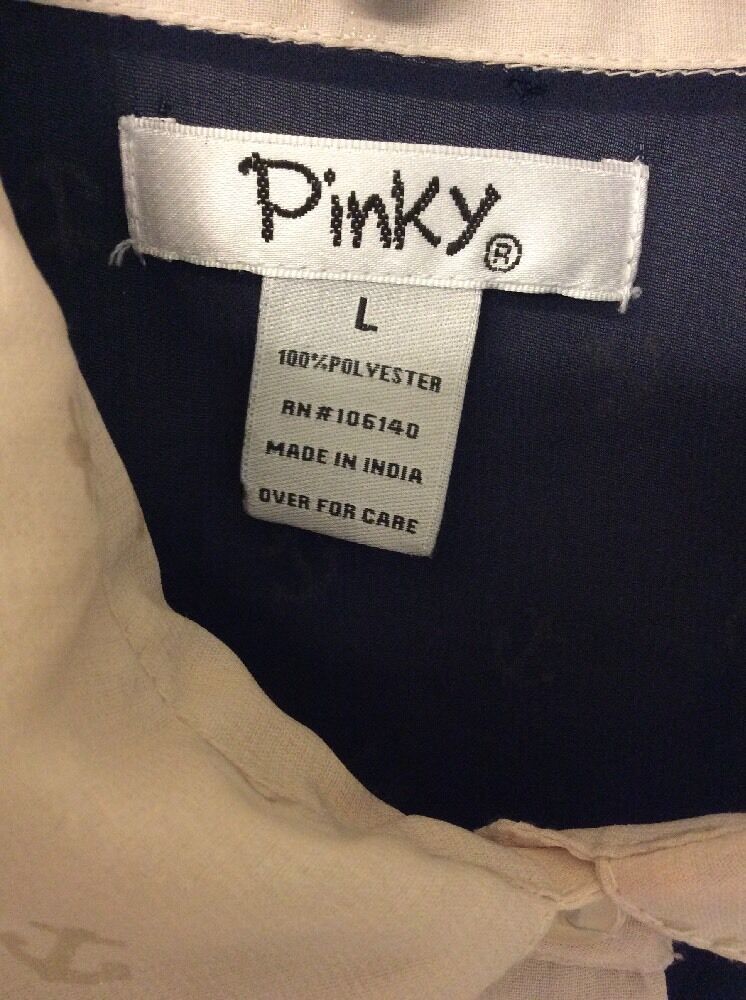 Pinky®
L
100%POLYESTER
RN#106140
MADE IN INDIA
OVER FOR CARE